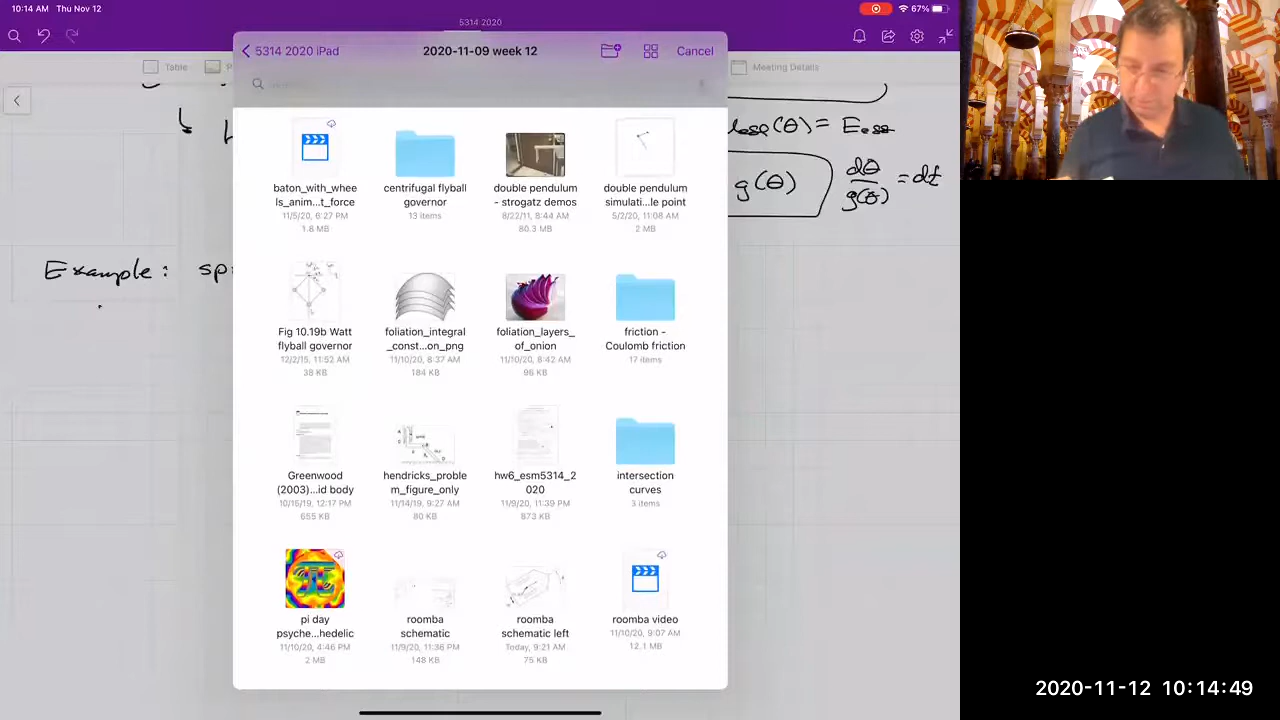 10:14 AM Thu Nov 12
67%
5314 2020
5314 2020 iPad
2020-11-09 week 12
Cancel
Table
Meeting Details
(θ) = E
g(θ)
dθ
g(θ)
= dt
Example: sp
baton_with_whee
ls_anim...t_force
11/5/20, 6:27 PM
1.8 MB
centrifugal flyball
governor
13 items
double pendulum
- strogatz demos
8/22/11, 8:44 AM
80.3 MB
double pendulum
simulati...le point
5/2/20, 11:08 AM
2 MB
Fig 10.19b Watt
flyball governor
12/2/15, 11:52 AM
38 KB
foliation_integral
_const...on_png
11/10/20, 8:37 AM
184 KB
foliation_layers_
of_onion
11/10/20, 8:42 AM
96 KB
friction -
Coulomb friction
17 items
Greenwood
(2003)...id body
10/15/19, 12:17 PM
655 KB
hendricks_proble
m_figure_only
11/14/19, 9:27 AM
80 KB
hw6_esm5314_2
020
11/9/20, 11:39 PM
873 KB
intersection
curves
3 items
pi day
psyche...hedelic
11/10/20, 4:46 PM
2 MB
roomba
schematic
11/9/20, 11:36 PM
148 KB
roomba
schematic left
Today, 9:21 AM
75 KB
roomba video
11/10/20, 9:07 AM
12.1 MB
2020-11-12 10:14:49